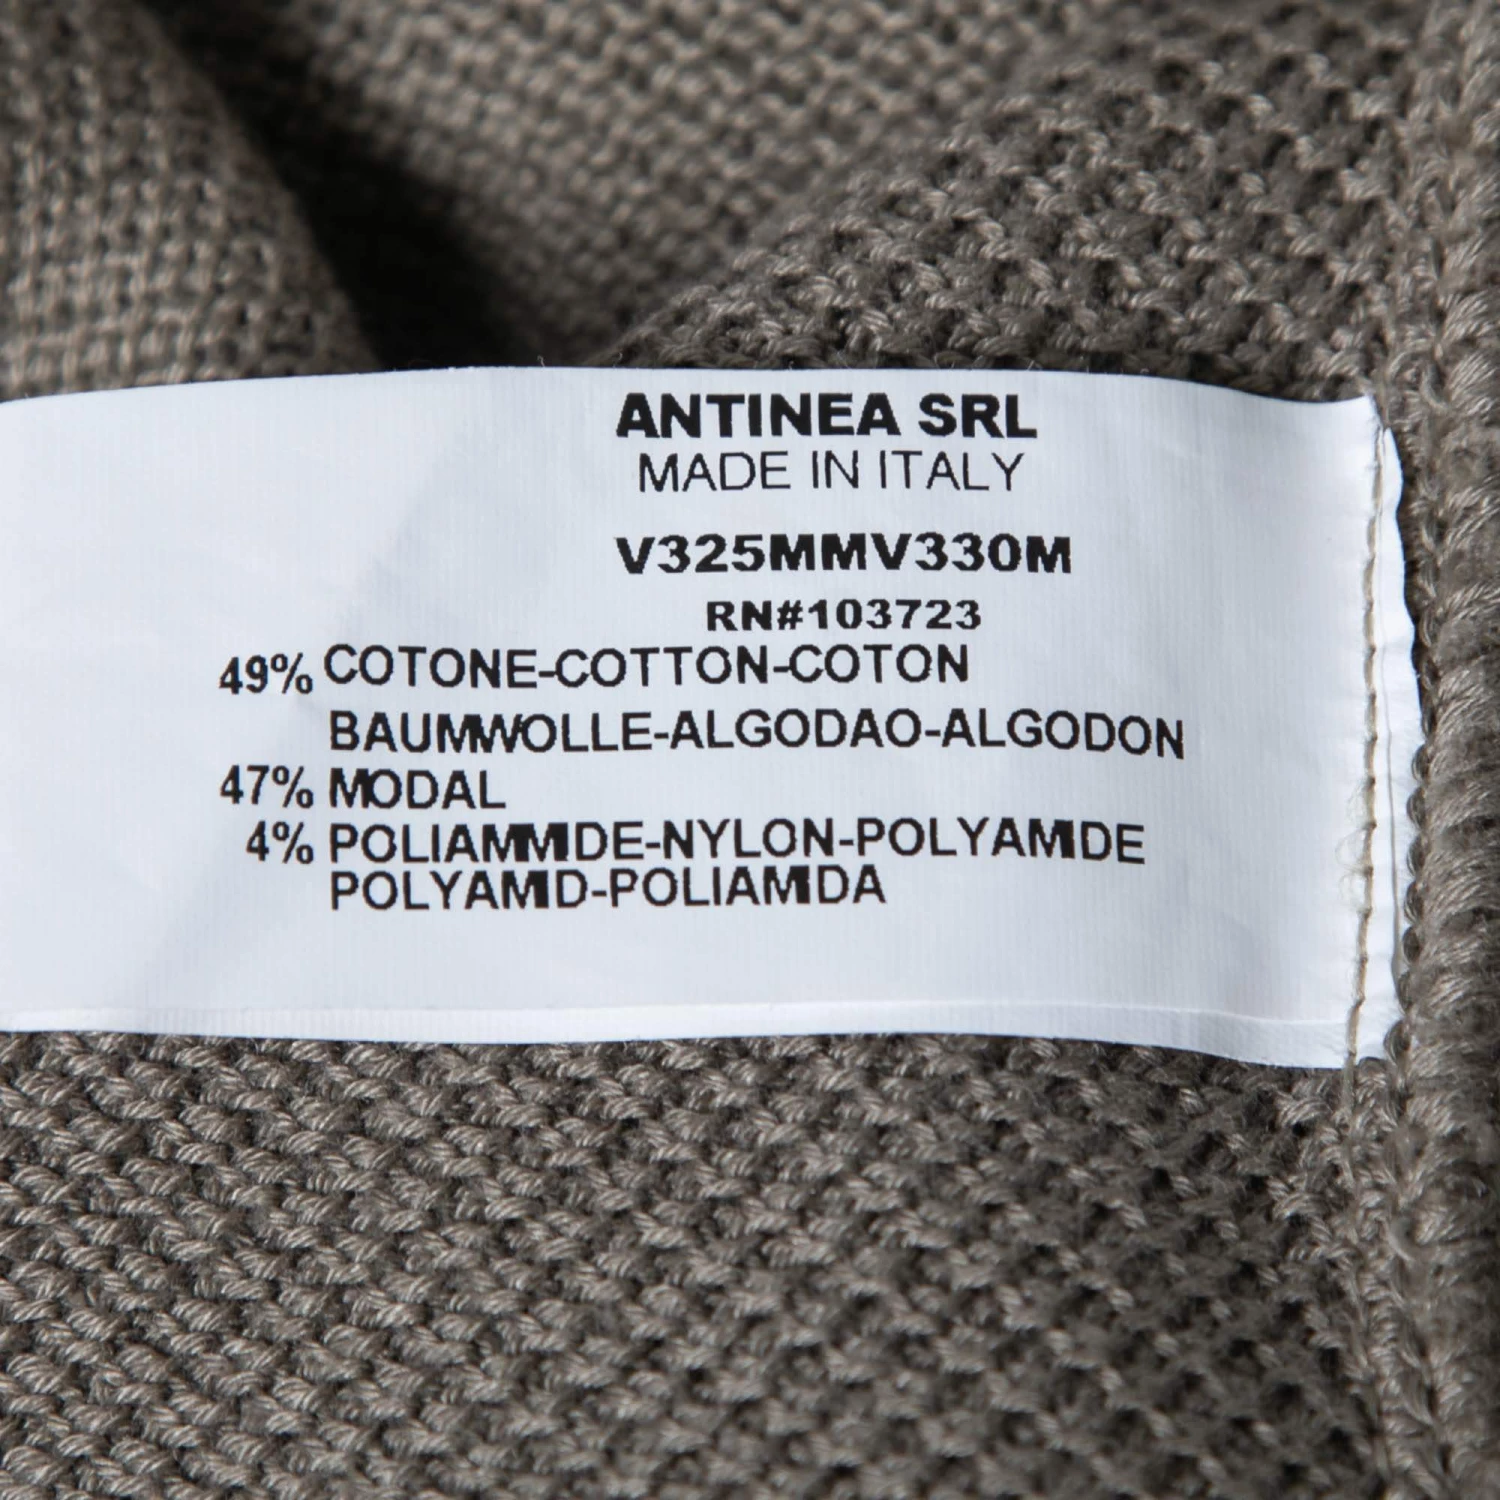 ANTINEA SRL
MADE IN ITALY
V325MMV330M
RN#103723
49% COTONE-COTTON-COTON
BAUMWOLLE-ALGODAO-ALGODON
47% MODAL
4% POLIAMMIDE-NYLON-POLYAMIDE
POLYAMID-POLIAMIDA